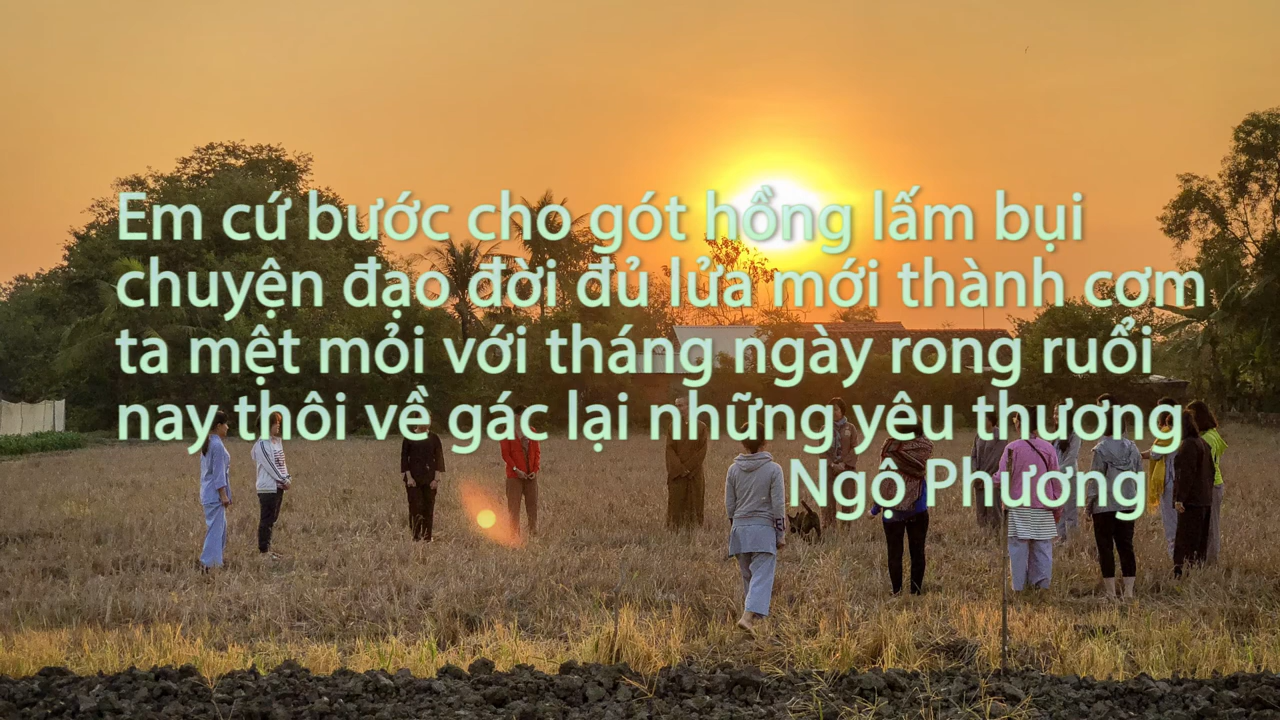 Em cứ bước cho gót hồng lấm bụi
chuyện đạo đời đủ lửa mới thành cơm
ta mệt mỏi với tháng ngày rong ruổi
nay thôi về gác lại những yêu thương
Ngộ Phương